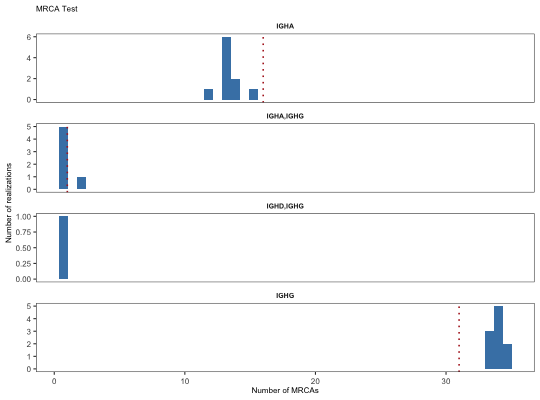 MRCA Test
IGHA
6
4
2
0
IGHA,IGHG
5
4
3
2
1
0
IGHD,IGHG
1.00
0.75
0.50
0.25
0.00
IGHG
5
4
3
2
1
0
0 10 20 30
Number of MRCAs
Number of realizations